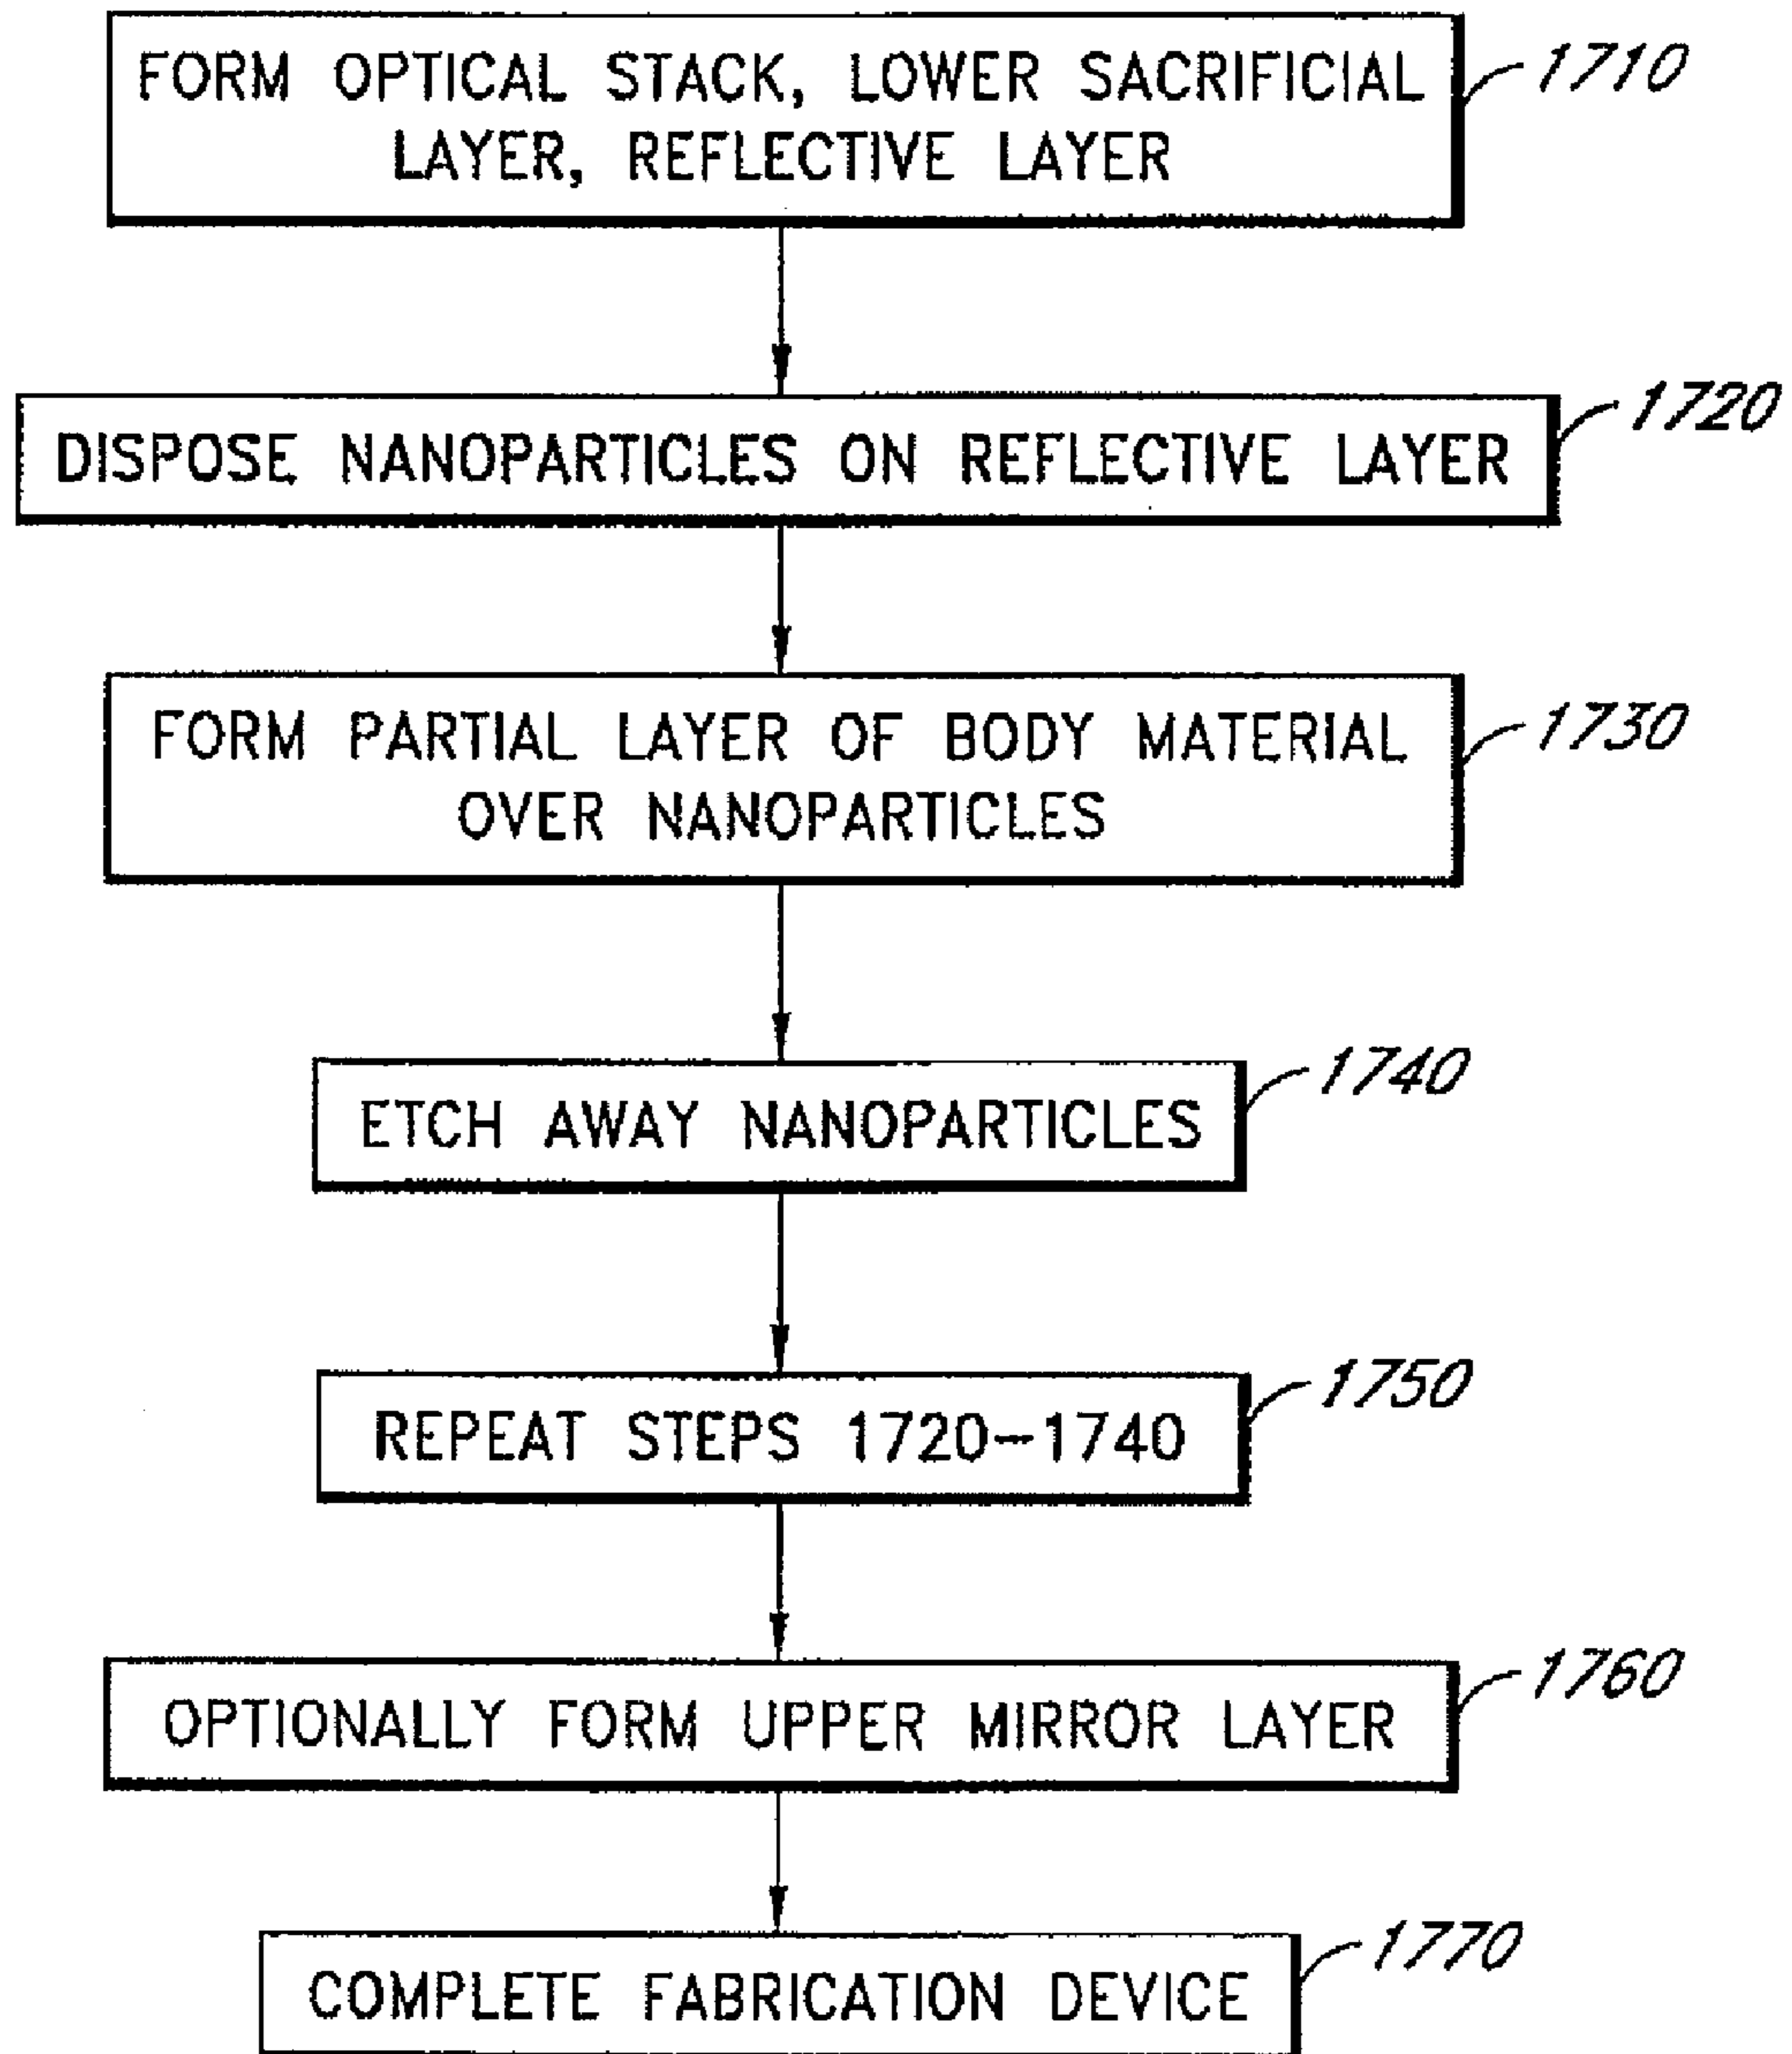 FORM OPTICAL STACK, LOWER SACRIFICIAL
LAYER, REFLECTIVE LAYER
1710
DISPOSE NANOPARTICLES ON REFLECTIVE LAYER
1720
FORM PARTIAL LAYER OF BODY MATERIAL
OVER NANOPARTICLES
1730
ETCH AWAY NANOPARTICLES
1740
REPEAT STEPS 1720-1740
1750
OPTIONALLY FORM UPPER MIRROR LAYER
1760
COMPLETE FABRICATION DEVICE
1770